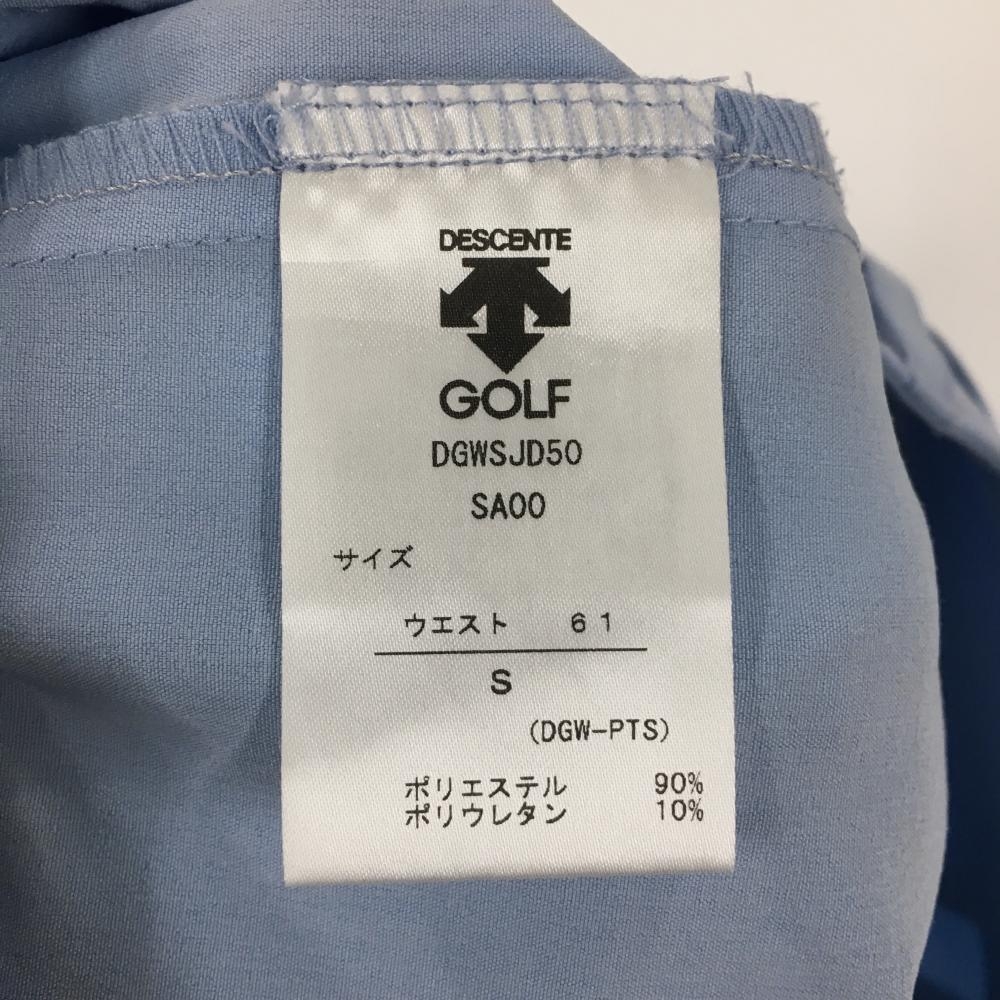 DESCENTE
GOLF
DGWSJD50
SA00
サイズ
ウエスト 61
S
(DGW-PTS)
ポリエステル 90%
ポリウレタン 10%